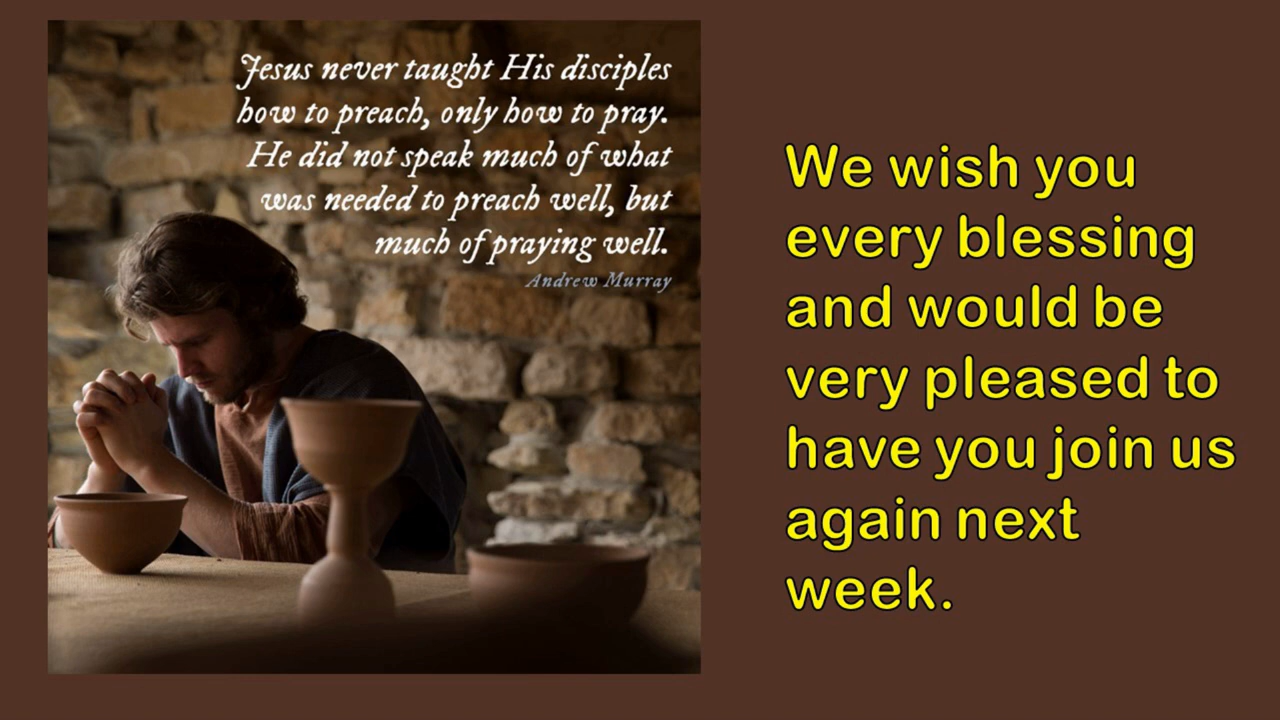 Jesus never taught His disciples
how to preach, only how to pray.
He did not speak much of what
was needed to preach well, but
much of praying well.
Andrew Murray
We wish you
every blessing
and would be
very pleased to
have you join us
again next
week.